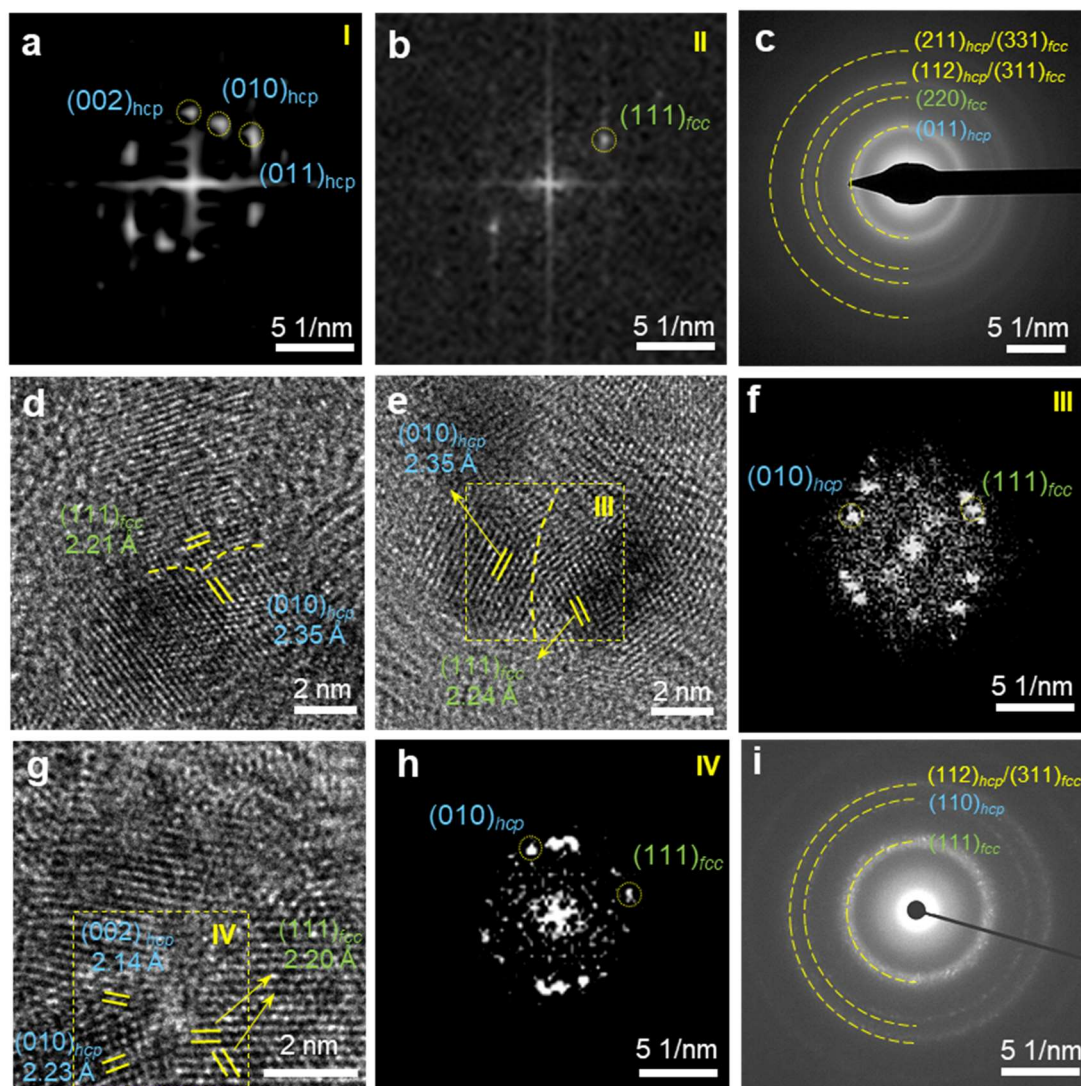 a
I
(002)hcp
(010)hcp
(011)hcp
5 1/nm
b
II
(111)fcc
5 1/nm
c
(211)hcp/(331)fcc
(112)hcp/(311)fcc
(220)fcc
(011)hcp
5 1/nm
d
(111)fcc
2.21 Å
(010)hcp
2.35 Å
2 nm
e
(010)hcp
2.35 Å
III
(111)fcc
2.24 Å
2 nm
f
III
(010)hcp
(111)fcc
5 1/nm
g
(002)hcp
2.14 Å
IV
(111)fcc
2.20 Å
(010)hcp
2.23 Å
2 nm
h
IV
(010)hcp
(111)fcc
5 1/nm
i
(112)hcp/(311)fcc
(110)hcp
(111)fcc
5 1/nm